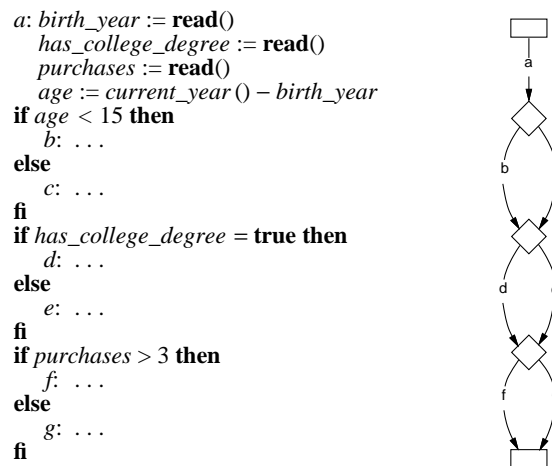 a: birth_year := read()
has_college_degree := read()
purchases := read()
age := current_year() − birth_year
if age < 15 then
b: ...
else
c: ...
fi
if has_college_degree = true then
d: ...
else
e: ...
fi
if purchases > 3 then
f: ...
else
g: ...
fi
a
b
d
f